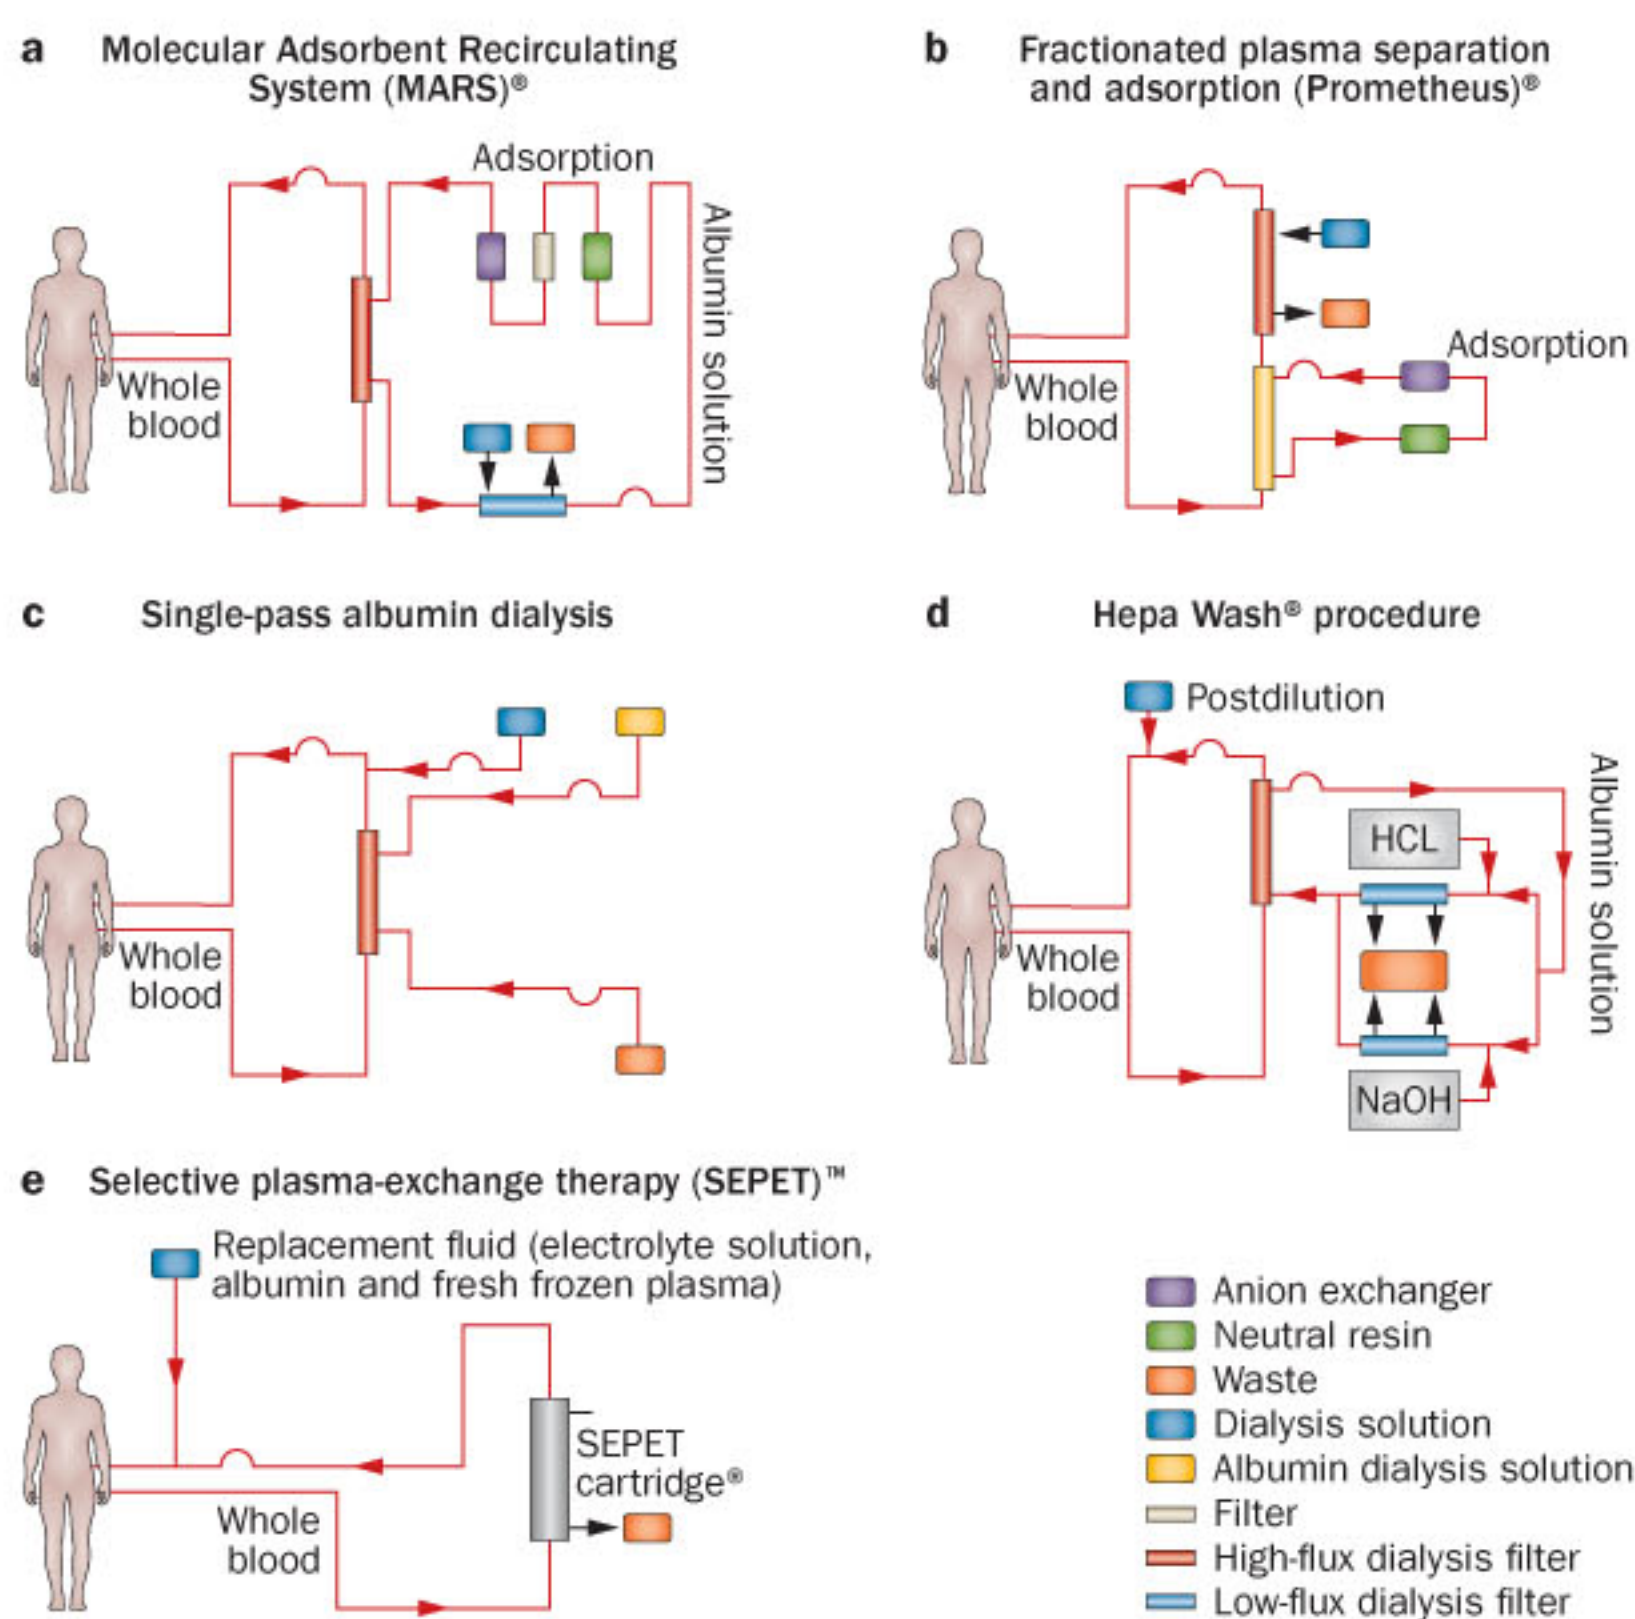 a Molecular Adsorbent Recirculating
System (MARS)®
Adsorption
Albumin solution
Whole
blood
b Fractionated plasma separation
and adsorption (Prometheus)®
Adsorption
Whole
blood
c Single-pass albumin dialysis
Whole
blood
d Hepa Wash® procedure
Postdilution
HCL
Albumin solution
Whole
blood
NaOH
e Selective plasma-exchange therapy (SEPET)™
Replacement fluid (electrolyte solution,
albumin and fresh frozen plasma)
SEPET
cartridge®
Whole
blood
Anion exchanger
Neutral resin
Waste
Dialysis solution
Albumin dialysis solution
Filter
High-flux dialysis filter
Low-flux dialysis filter